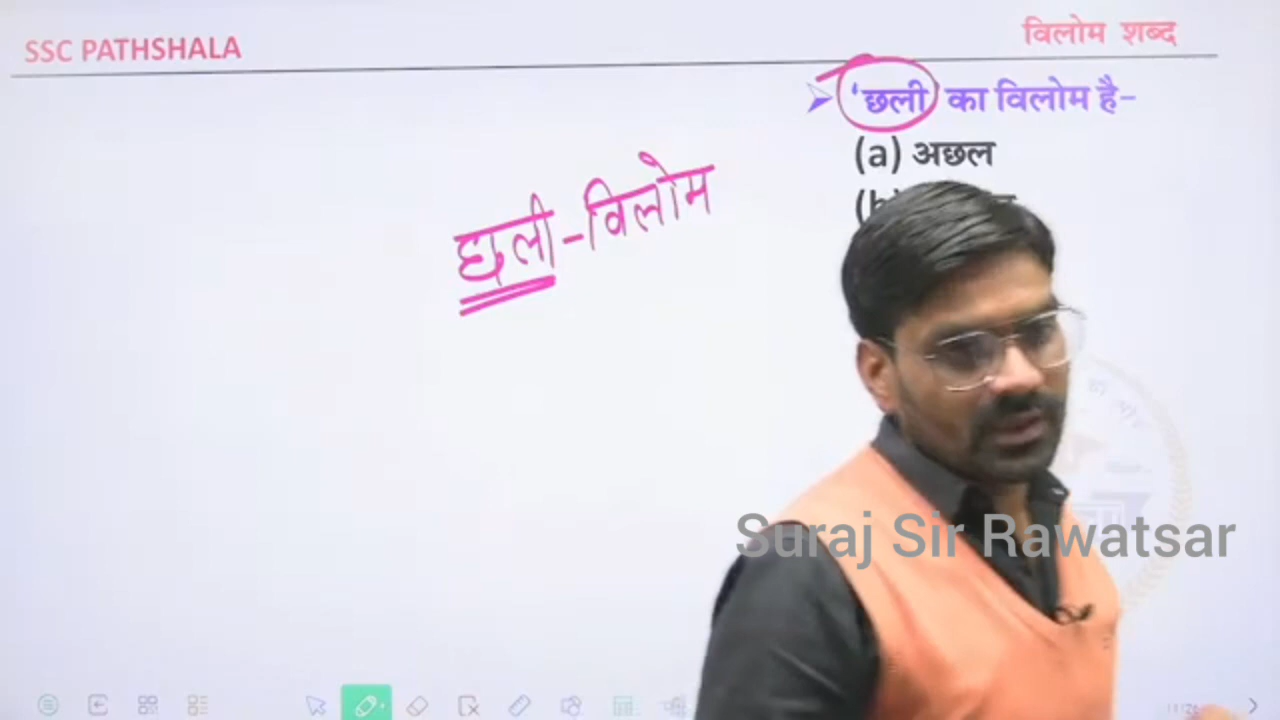 SSC PATHSHALA
विलोम शब्द
'छली' का विलोम है-
(a) अछल
छली-विलोम
Suraj Sir Rawatsar